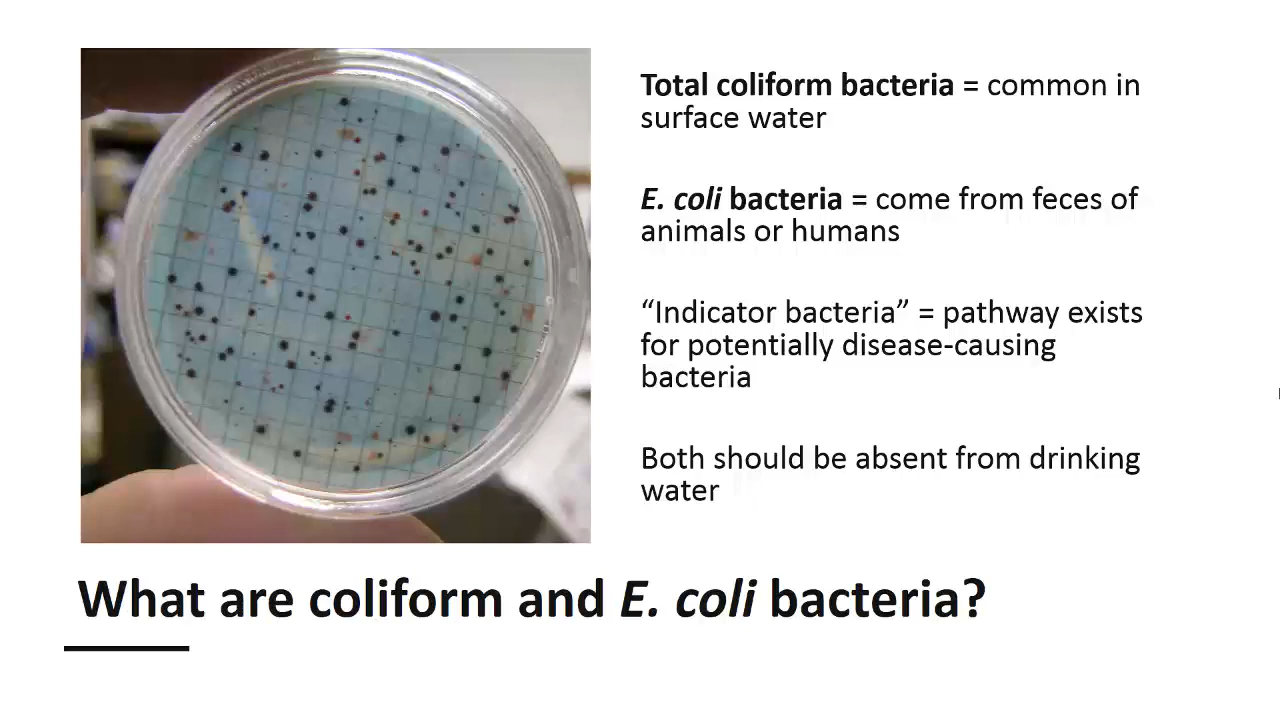 Total coliform bacteria = common in
surface water
E. coli bacteria = come from feces of
animals or humans
“Indicator bacteria” = pathway exists
for potentially disease-causing
bacteria
Both should be absent from drinking
water
What are coliform and E. coli bacteria?